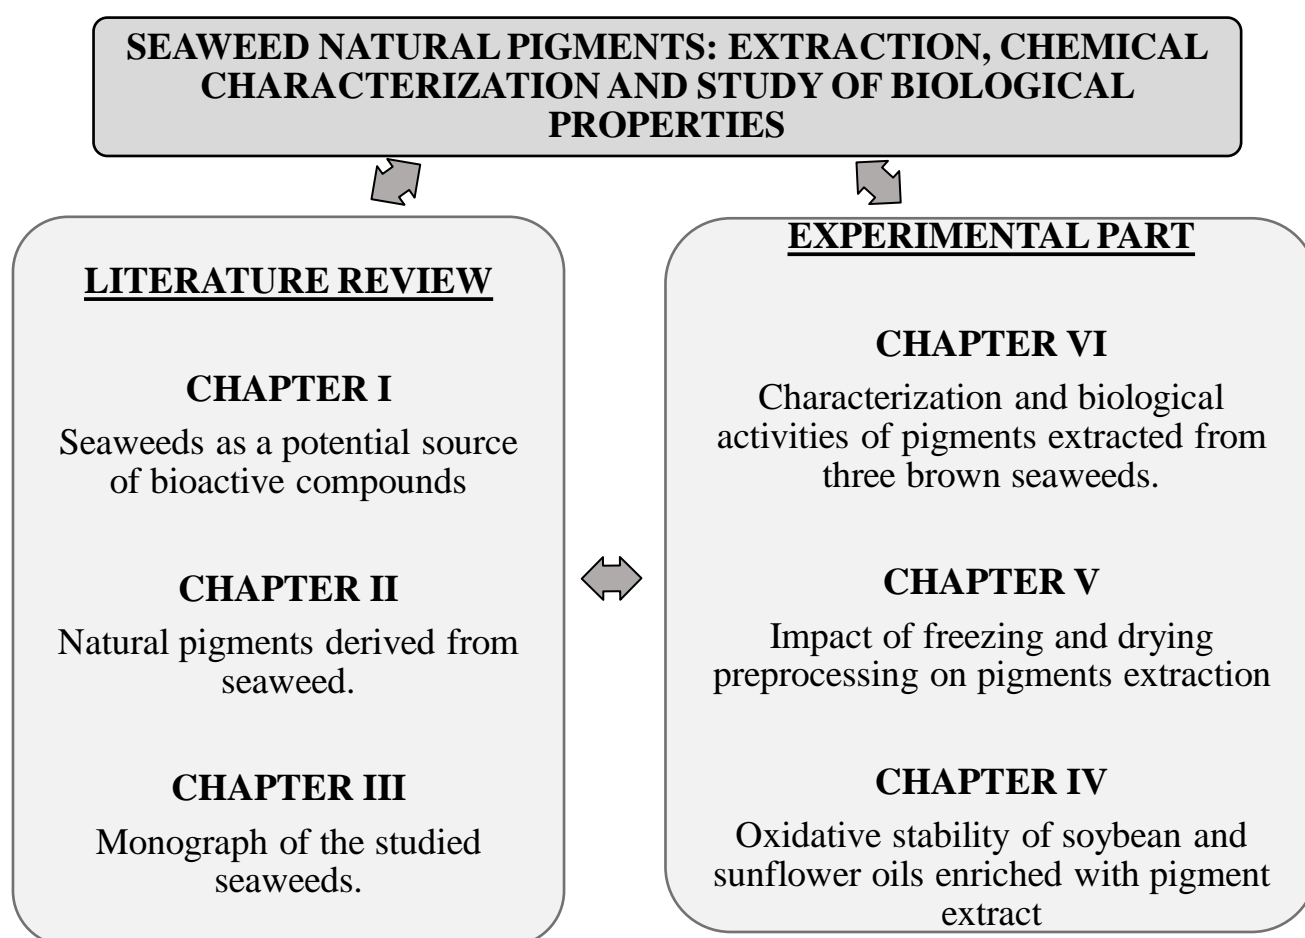 SEAWEED NATURAL PIGMENTS: EXTRACTION, CHEMICAL
CHARACTERIZATION AND STUDY OF BIOLOGICAL
PROPERTIES
LITERATURE REVIEW
CHAPTER I
Seaweeds as a potential source
of bioactive compounds
CHAPTER II
Natural pigments derived from
seaweed.
CHAPTER III
Monograph of the studied
seaweeds.
EXPERIMENTAL PART
CHAPTER VI
Characterization and biological
activities of pigments extracted from
three brown seaweeds.
CHAPTER V
Impact of freezing and drying
preprocessing on pigments extraction
CHAPTER IV
Oxidative stability of soybean and
sunflower oils enriched with pigment
extract